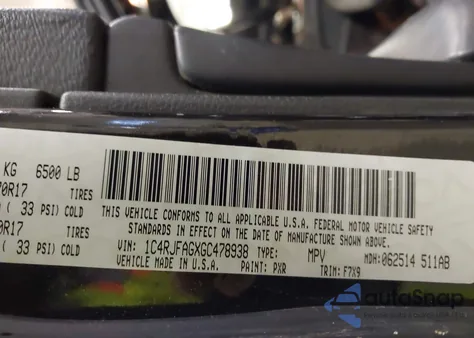 KG 6500 LB
70R17 TIRES
( 33 PSI) COLD
0R17 TIRES
( 33 PSI) COLD
THIS VEHICLE CONFORMS TO ALL APPLICABLE U.S.A. FEDERAL MOTOR VEHICLE SAFETY
STANDARDS IN EFFECT ON THE DATE OF MANUFACTURE SHOWN ABOVE.
VIN: 1C4RJFAGXGC478938 TYPE: MPV MDH: 062514 511AB
VEHICLE MADE IN U.S.A. PAINT: PXR TRIM: F7X9
autoSnap